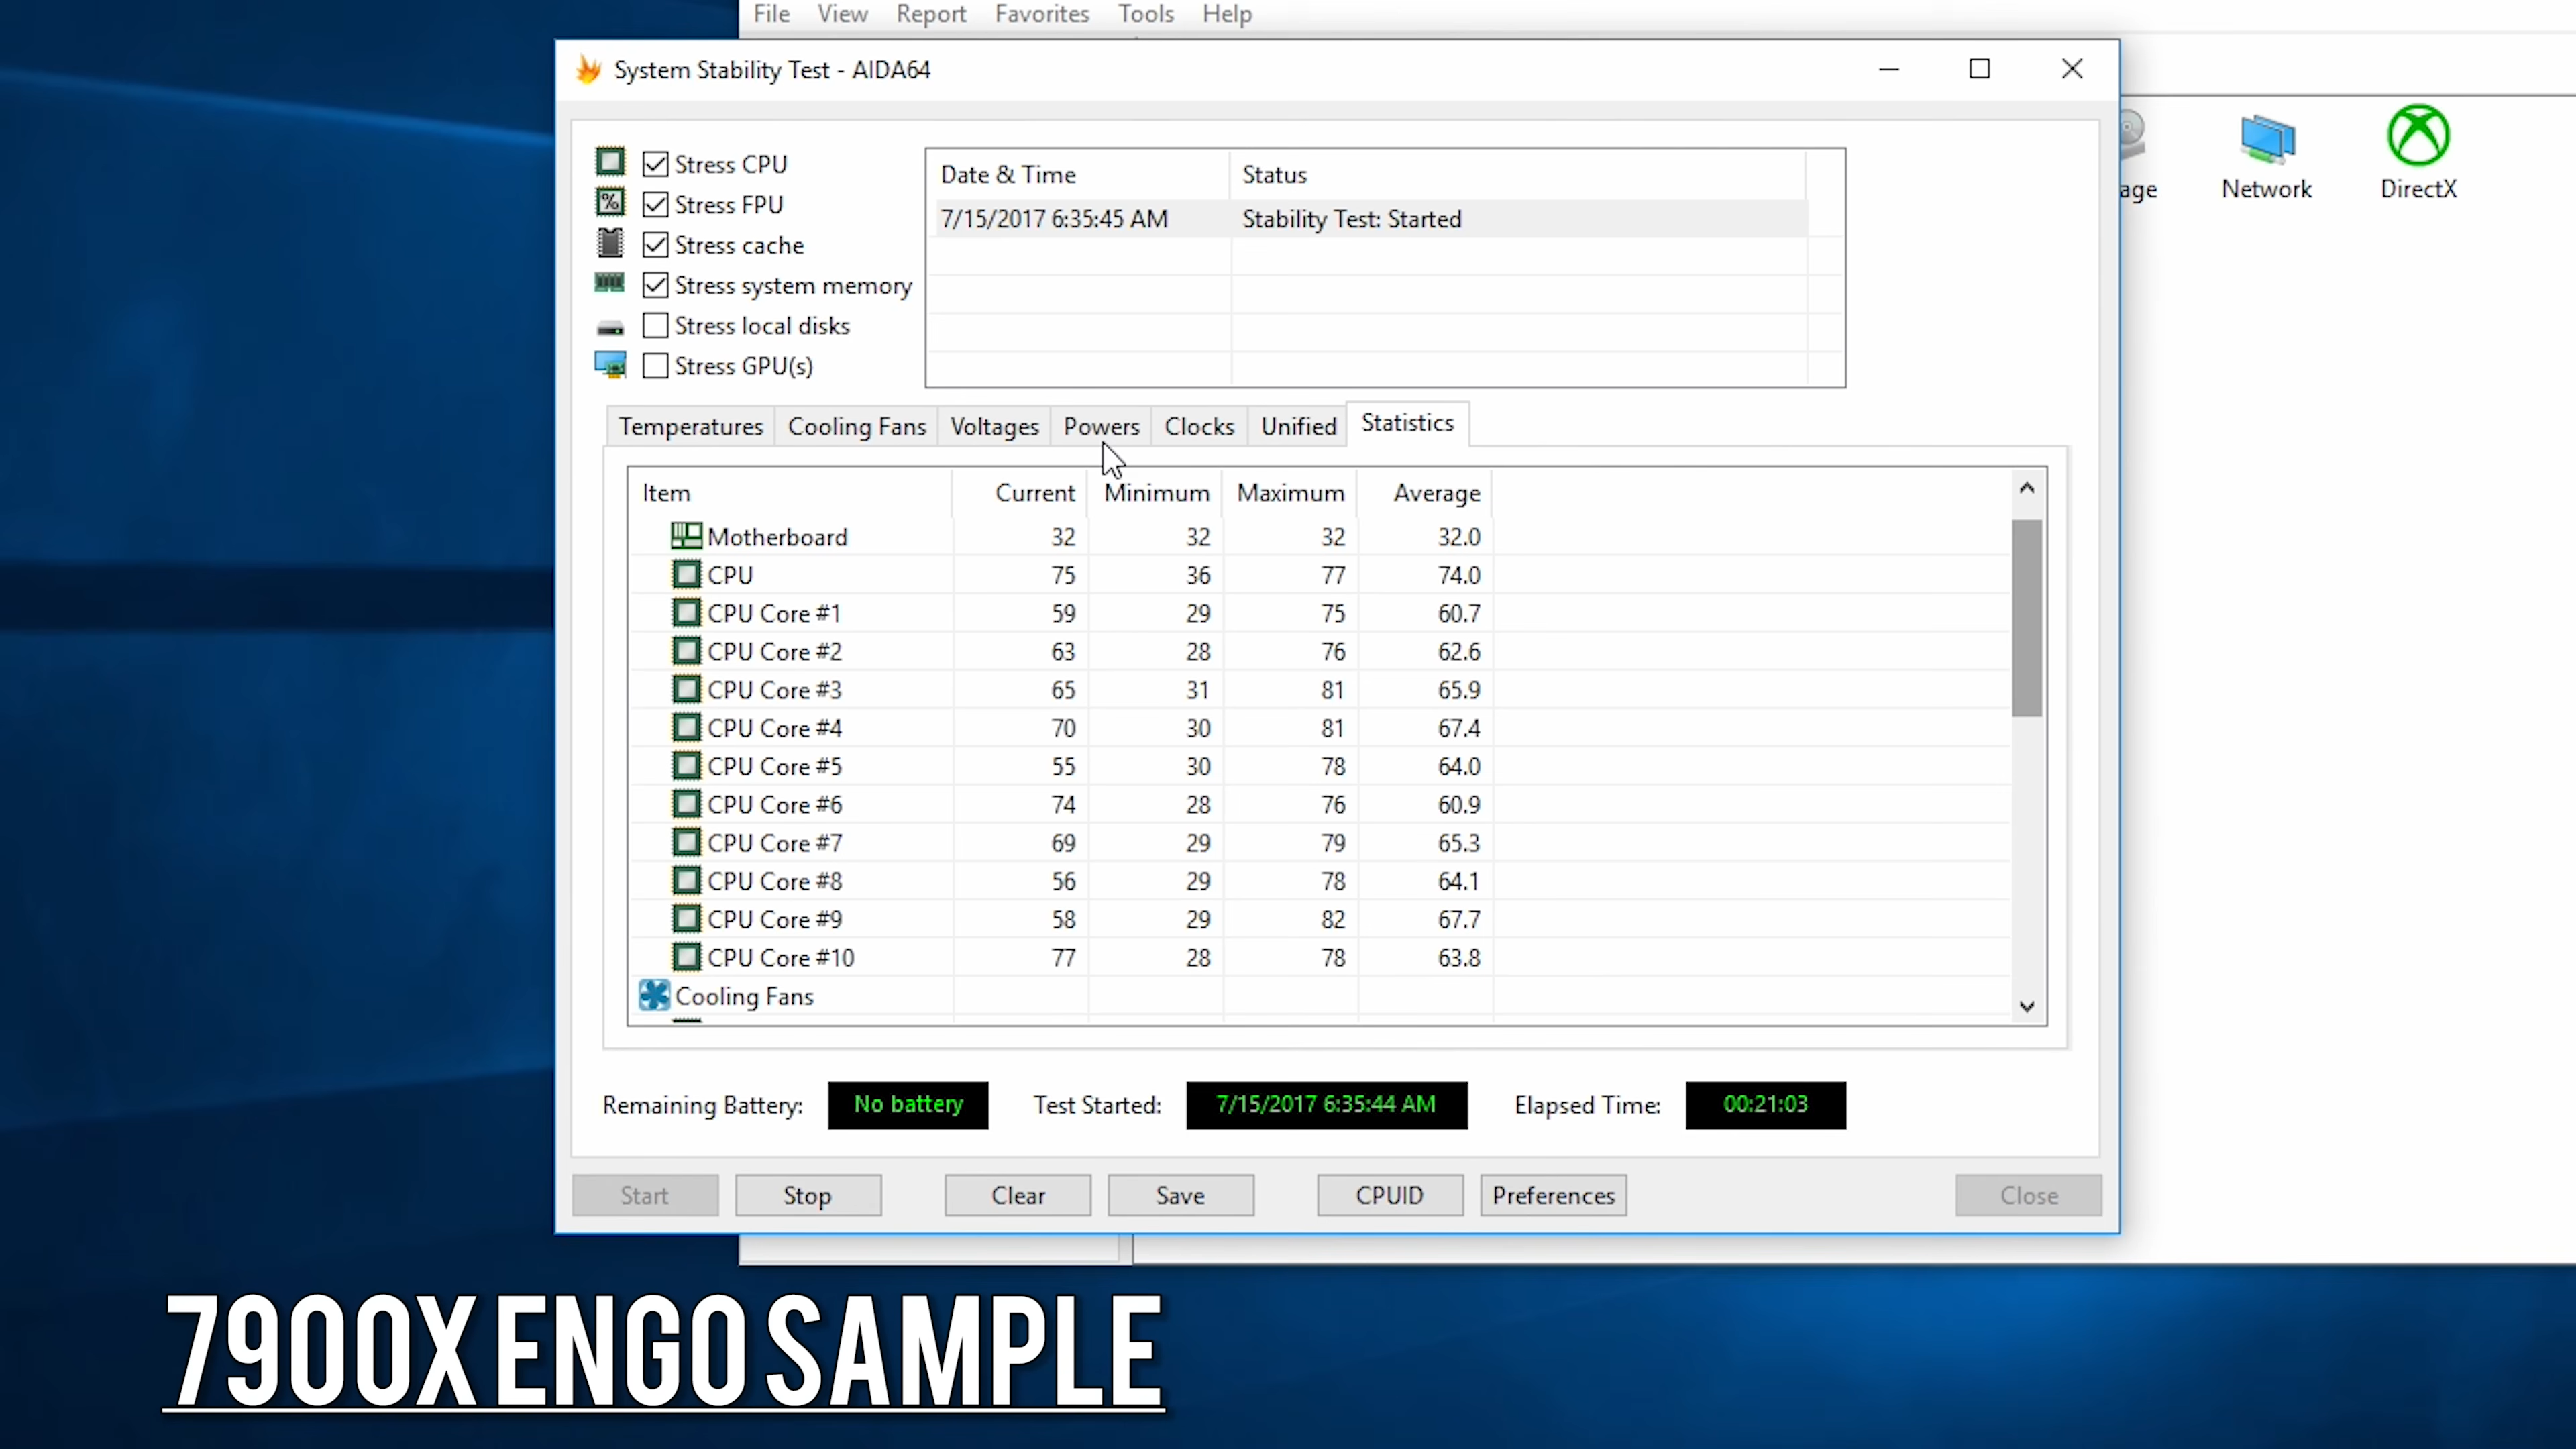 File View Report Favorites Tools Help
System Stability Test - AIDA64
Stress CPU
Stress FPU
Stress cache
Stress system memory
Stress local disks
Stress GPU(s)
Date & Time Status
7/15/2017 6:35:45 AM Stability Test: Started
age Network DirectX
Temperatures Cooling Fans Voltages Powers Clocks Unified Statistics
Item Current Minimum Maximum Average
Motherboard 32 32 32 32.0
CPU 75 36 77 74.0
CPU Core #1 59 29 75 60.7
CPU Core #2 63 28 76 62.6
CPU Core #3 65 31 81 65.9
CPU Core #4 70 30 81 67.4
CPU Core #5 55 30 78 64.0
CPU Core #6 74 28 76 60.9
CPU Core #7 69 29 79 65.3
CPU Core #8 56 29 78 64.1
CPU Core #9 58 29 82 67.7
CPU Core #10 77 28 78 63.8
Cooling Fans
Remaining Battery: No battery Test Started: 7/15/2017 6:35:44 AM Elapsed Time: 00:21:03
Start Stop Clear Save CPUID Preferences Close
7900X ENGO SAMPLE